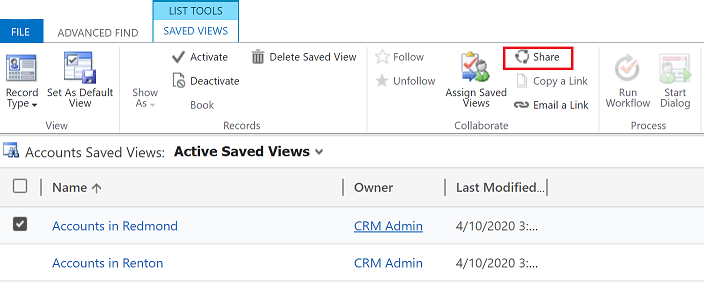 LIST TOOLS
FILE ADVANCED FIND SAVED VIEWS
Record Type
Set As Default View
View
Show As
Activate
Deactivate
Book
Delete Saved View
Records
Follow
Unfollow
Assign Saved Views
Share
Copy a Link
Email a Link
Collaborate
Run Workflow
Start Dialog
Process
Accounts Saved Views: Active Saved Views
Name Owner Last Modified...
Accounts in Redmond CRM Admin 4/10/2020 3:...
Accounts in Renton CRM Admin 4/10/2020 3:...